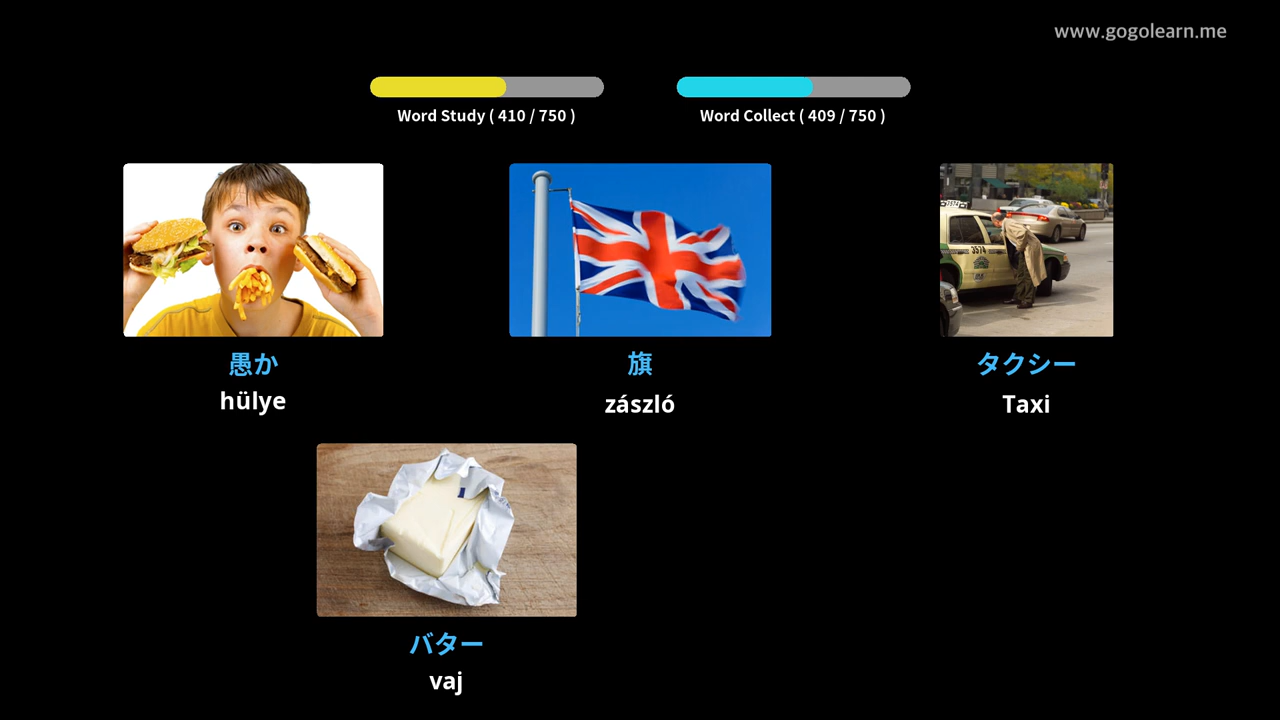 www.gogolearn.me
Word Study ( 410 / 750 )
Word Collect ( 409 / 750 )
愚か
hülye
旗
zászló
タクシー
Taxi
3574
バター
vaj